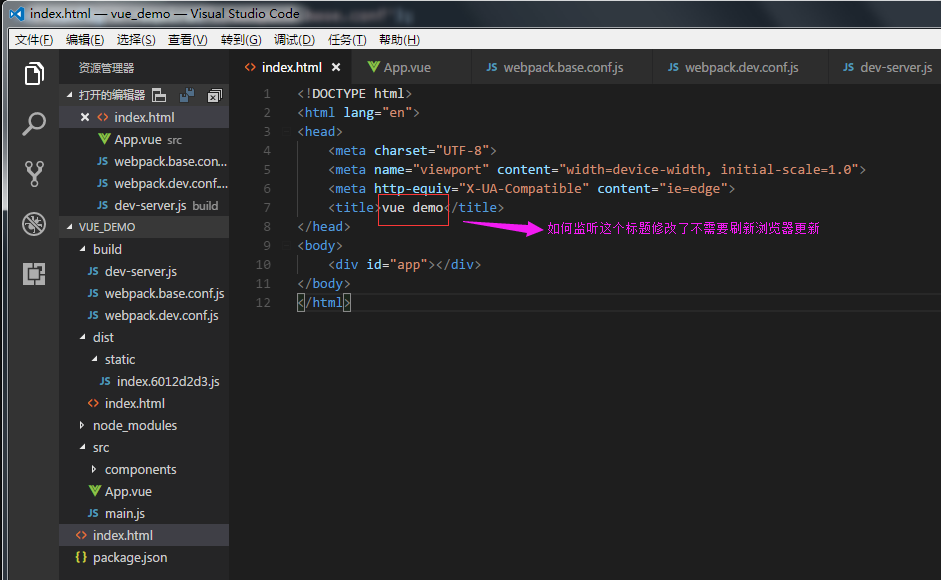 index.html — vue_demo — Visual Studio Code
文件(F) 编辑(E) 选择(S) 查看(V) 转到(G) 调试(D) 任务(T) 帮助(H)
资源管理器
打开的编辑器
index.html
App.vue src
webpack.base.con...
webpack.dev.conf....
dev-server.js build
VUE_DEMO
build
dev-server.js
webpack.base.conf.js
webpack.dev.conf.js
dist
static
index.6012d2d3.js
index.html
node_modules
src
components
App.vue
main.js
index.html
package.json
index.html App.vue webpack.base.conf.js webpack.dev.conf.js dev-server.js
1 <!DOCTYPE html>
2 <html lang="en">
3 <head>
4 <meta charset="UTF-8">
5 <meta name="viewport" content="width=device-width, initial-scale=1.0">
6 <meta http-equiv="X-UA-Compatible" content="ie=edge">
7 <title>vue demo</title>
如何监听这个标题修改了不需要刷新浏览器更新
8 </head>
9 <body>
10 <div id="app"></div>
11 </body>
12 </html>